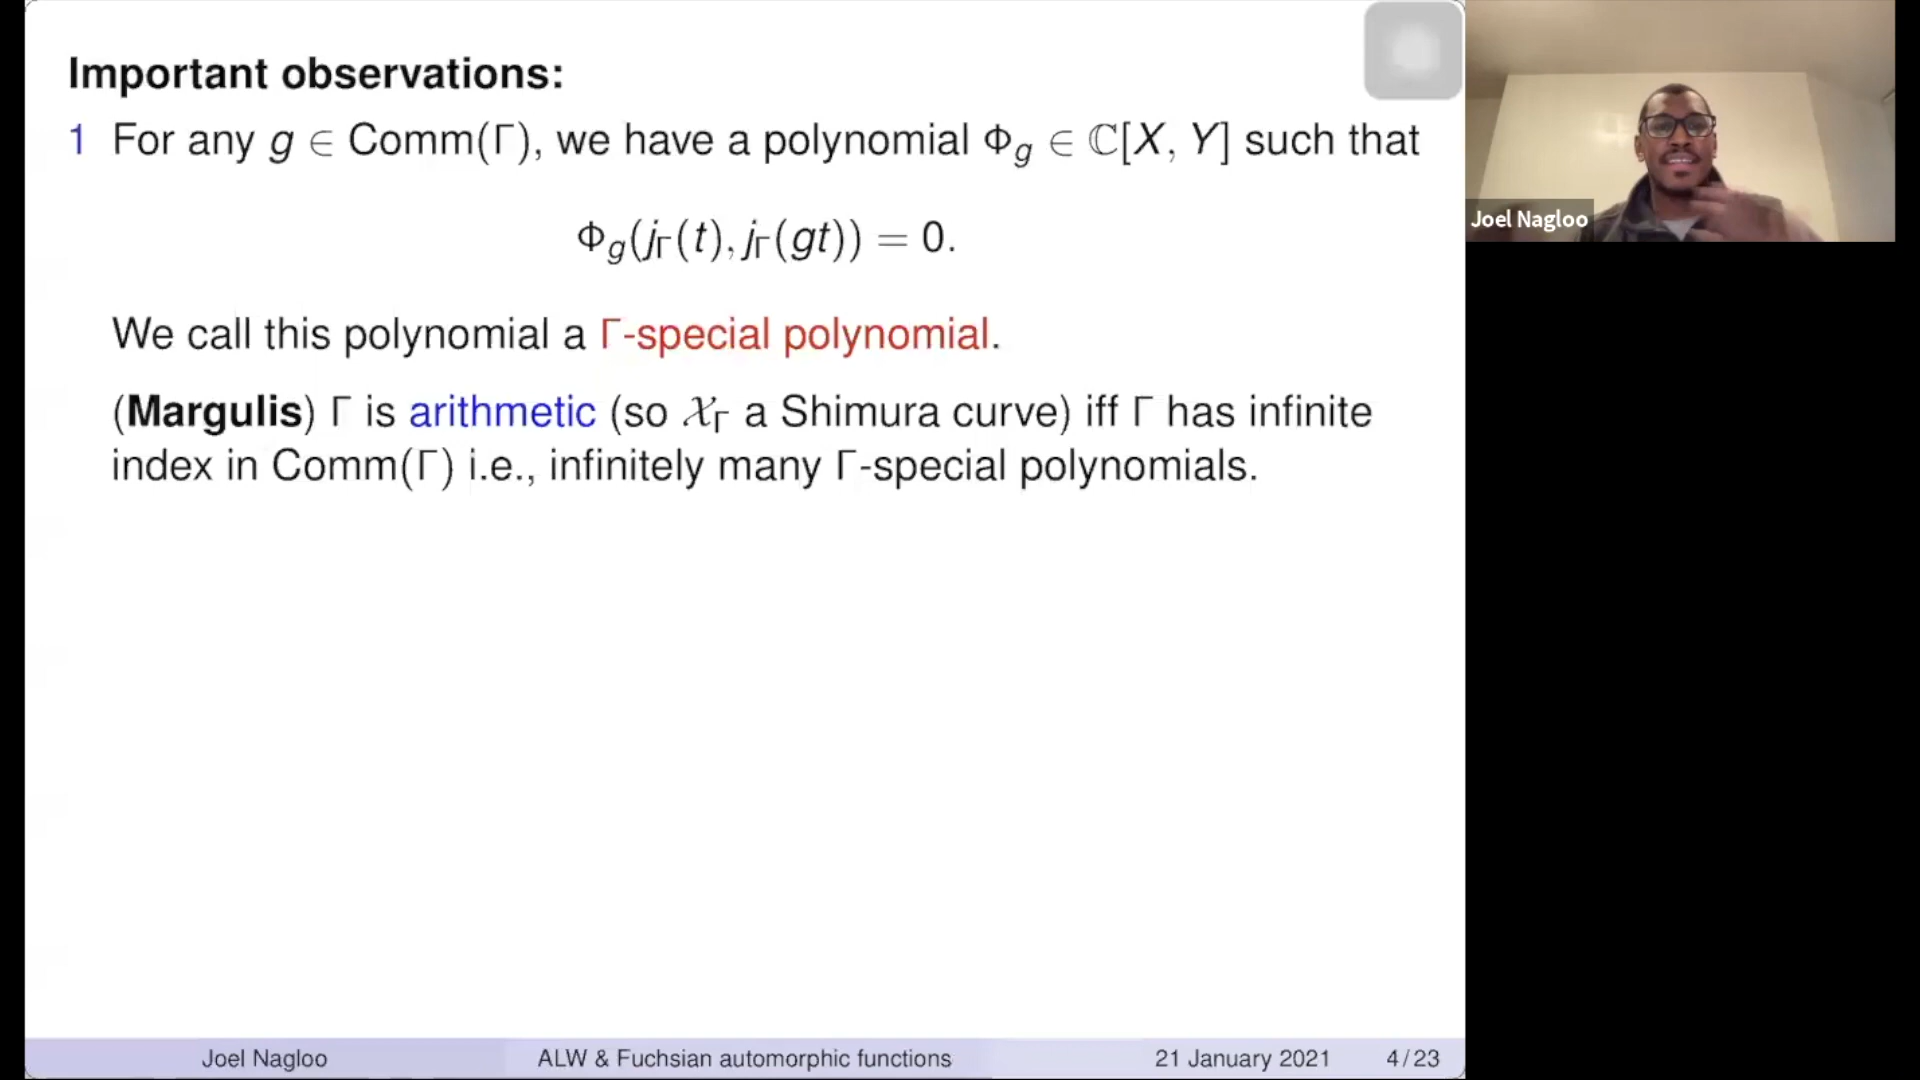 Important observations:
1 For any g ∈ Comm(Γ), we have a polynomial Φ_g ∈ ℂ[X, Y] such that
Φ_g(j_Γ(t), j_Γ(gt)) = 0.
We call this polynomial a Γ-special polynomial.
(Margulis) Γ is arithmetic (so 𝒳_Γ a Shimura curve) iff Γ has infinite
index in Comm(Γ) i.e., infinitely many Γ-special polynomials.
Joel Nagloo
Joel Nagloo ALW & Fuchsian automorphic functions 21 January 2021 4/23